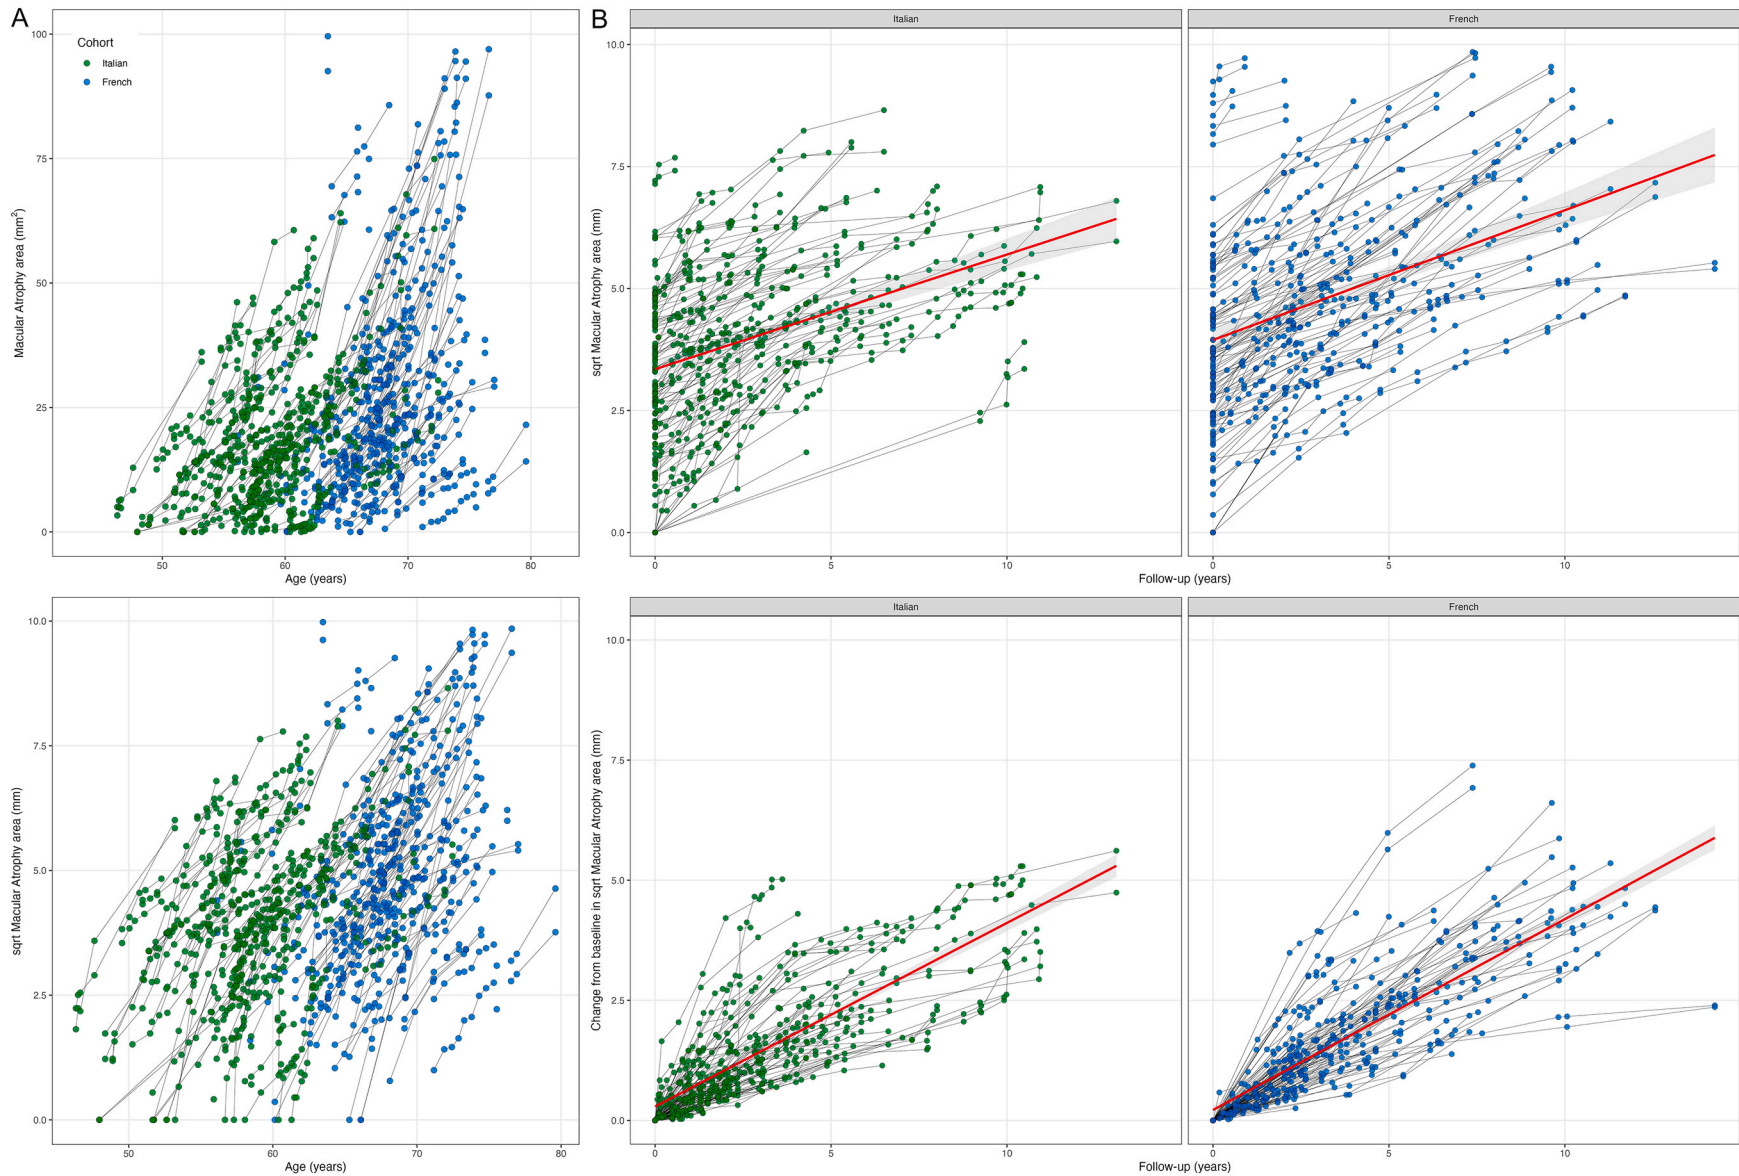 A
Cohort
Italian
French
100
75
50
25
0
Macular Atrophy area (mm²)
50
60
70
80
Age (years)
B
Italian
French
10.0
7.5
5.0
2.5
0.0
sqrt Macular Atrophy area (mm)
0
5
10
0
5
10
Follow-up (years)
10.0
7.5
5.0
2.5
0.0
sqrt Macular Atrophy area (mm)
50
60
70
80
Age (years)
Italian
French
10.0
7.5
5.0
2.5
0.0
Change from baseline in sqrt Macular Atrophy area (mm)
0
5
10
0
5
10
Follow-up (years)